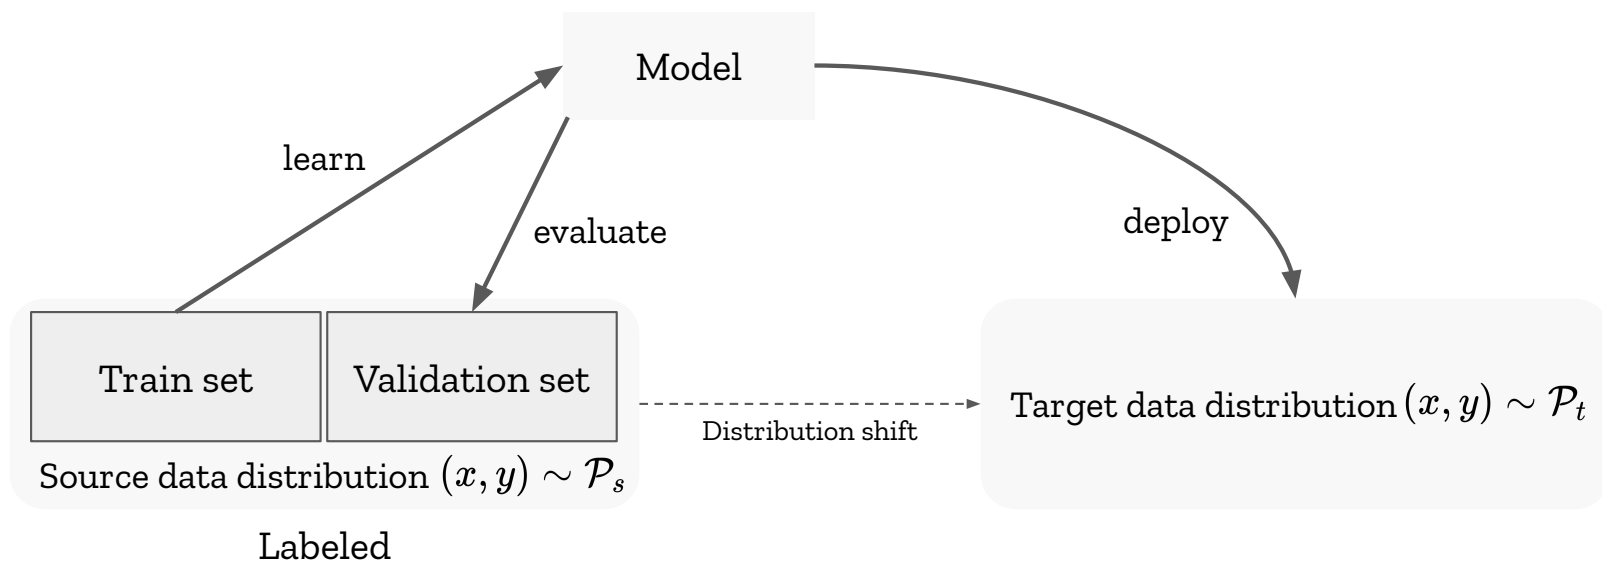 Model
learn
evaluate
deploy
Train set
Validation set
Source data distribution (x, y) ∼ 𝒫ₛ
Labeled
Distribution shift
Target data distribution (x, y) ∼ 𝒫ₜ